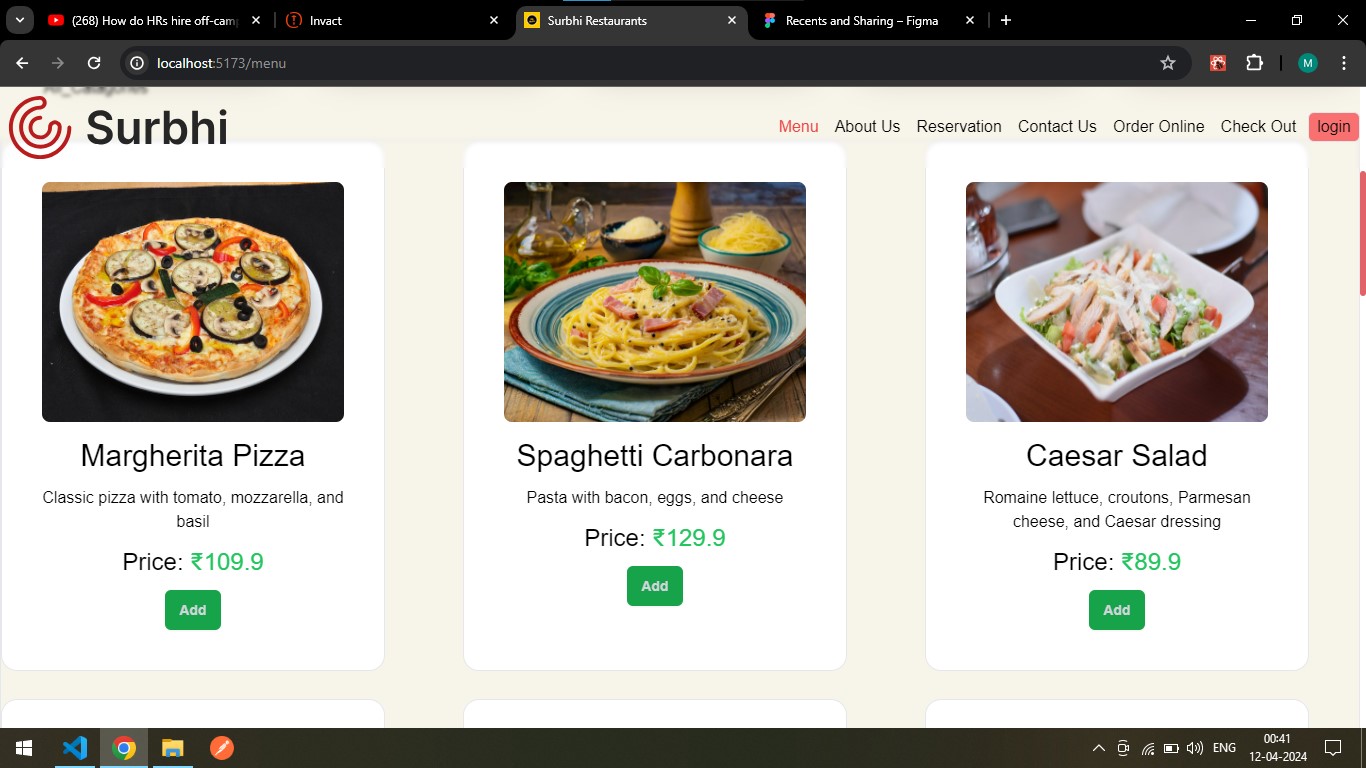 (268) How do HRs hire off-cam
Invact
Surbhi Restaurants
Recents and Sharing – Figma
localhost:5173/menu
M
All_Catagories
Surbhi
Menu About Us Reservation Contact Us Order Online Check Out login
Margherita Pizza
Classic pizza with tomato, mozzarella, and
basil
Price: ₹109.9
Add
Spaghetti Carbonara
Pasta with bacon, eggs, and cheese
Price: ₹129.9
Add
Caesar Salad
Romaine lettuce, croutons, Parmesan
cheese, and Caesar dressing
Price: ₹89.9
Add
ENG
00:41
12-04-2024